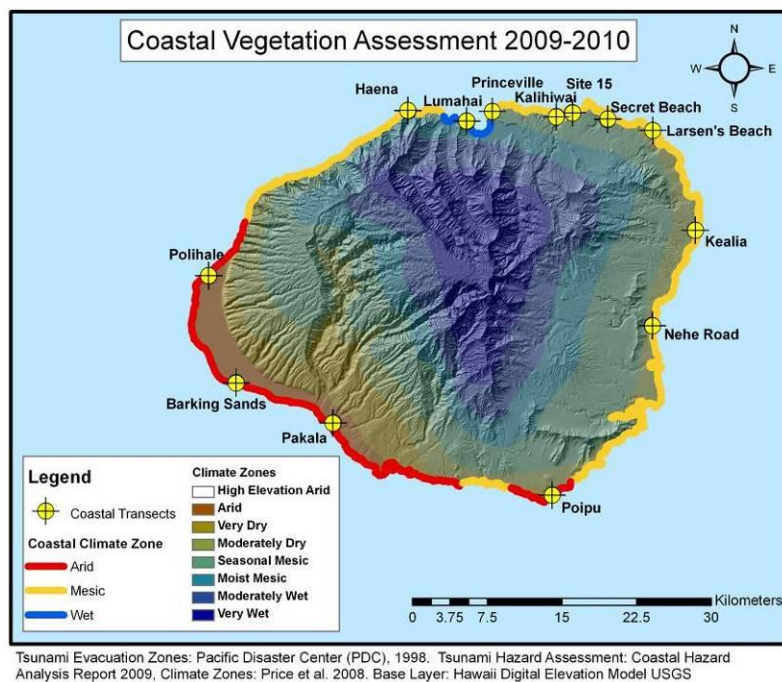 Coastal Vegetation Assessment 2009-2010
N
W E
S
Haena
Lumahai
Princeville
Kalihiwai
Site 15
Secret Beach
Larsen's Beach
Kealia
Polihale
Nehe Road
Barking Sands
Pakala
Poipu
Legend
Coastal Transects
Coastal Climate Zone
Arid
Mesic
Wet
Climate Zones
High Elevation Arid
Arid
Very Dry
Moderately Dry
Seasonal Mesic
Moist Mesic
Moderately Wet
Very Wet
Kilometers
0 3.75 7.5 15 22.5 30
Tsunami Evacuation Zones: Pacific Disaster Center (PDC), 1998. Tsunami Hazard Assessment: Coastal Hazard
Analysis Report 2009, Climate Zones: Price et al. 2008. Base Layer: Hawaii Digital Elevation Model USGS